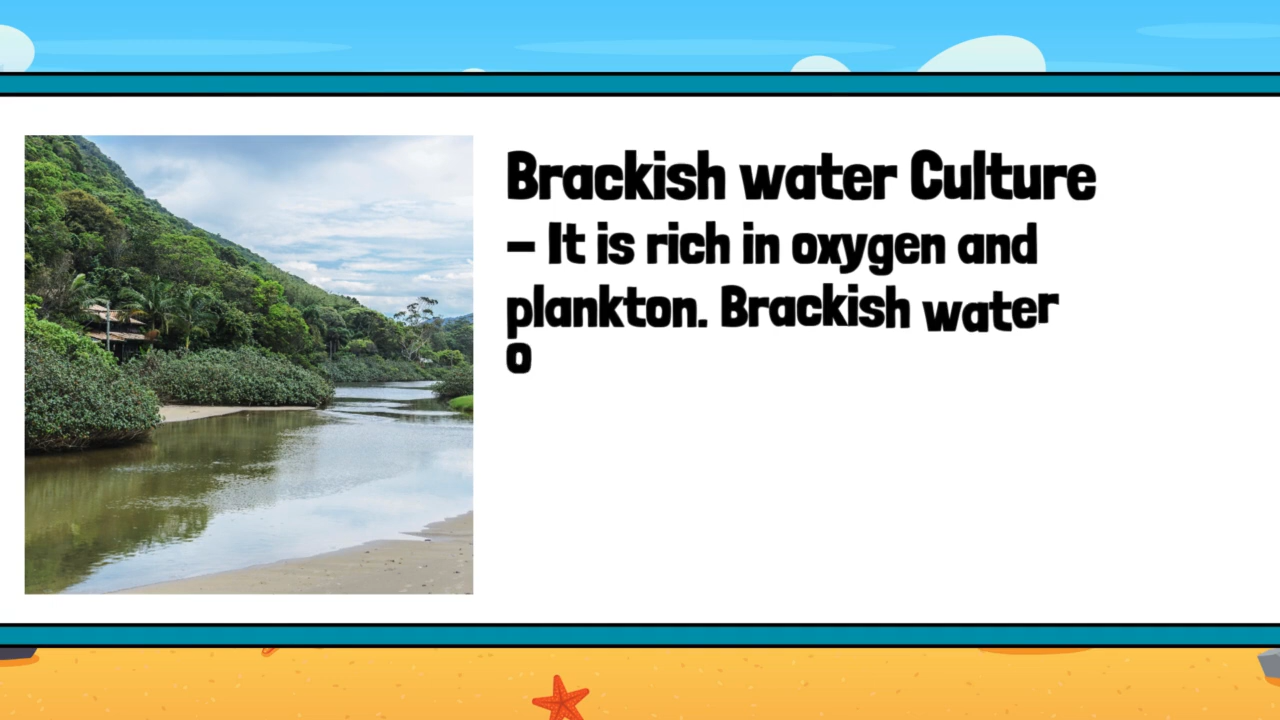 Brackish water Culture
– It is rich in oxygen and
plankton. Brackish water
o